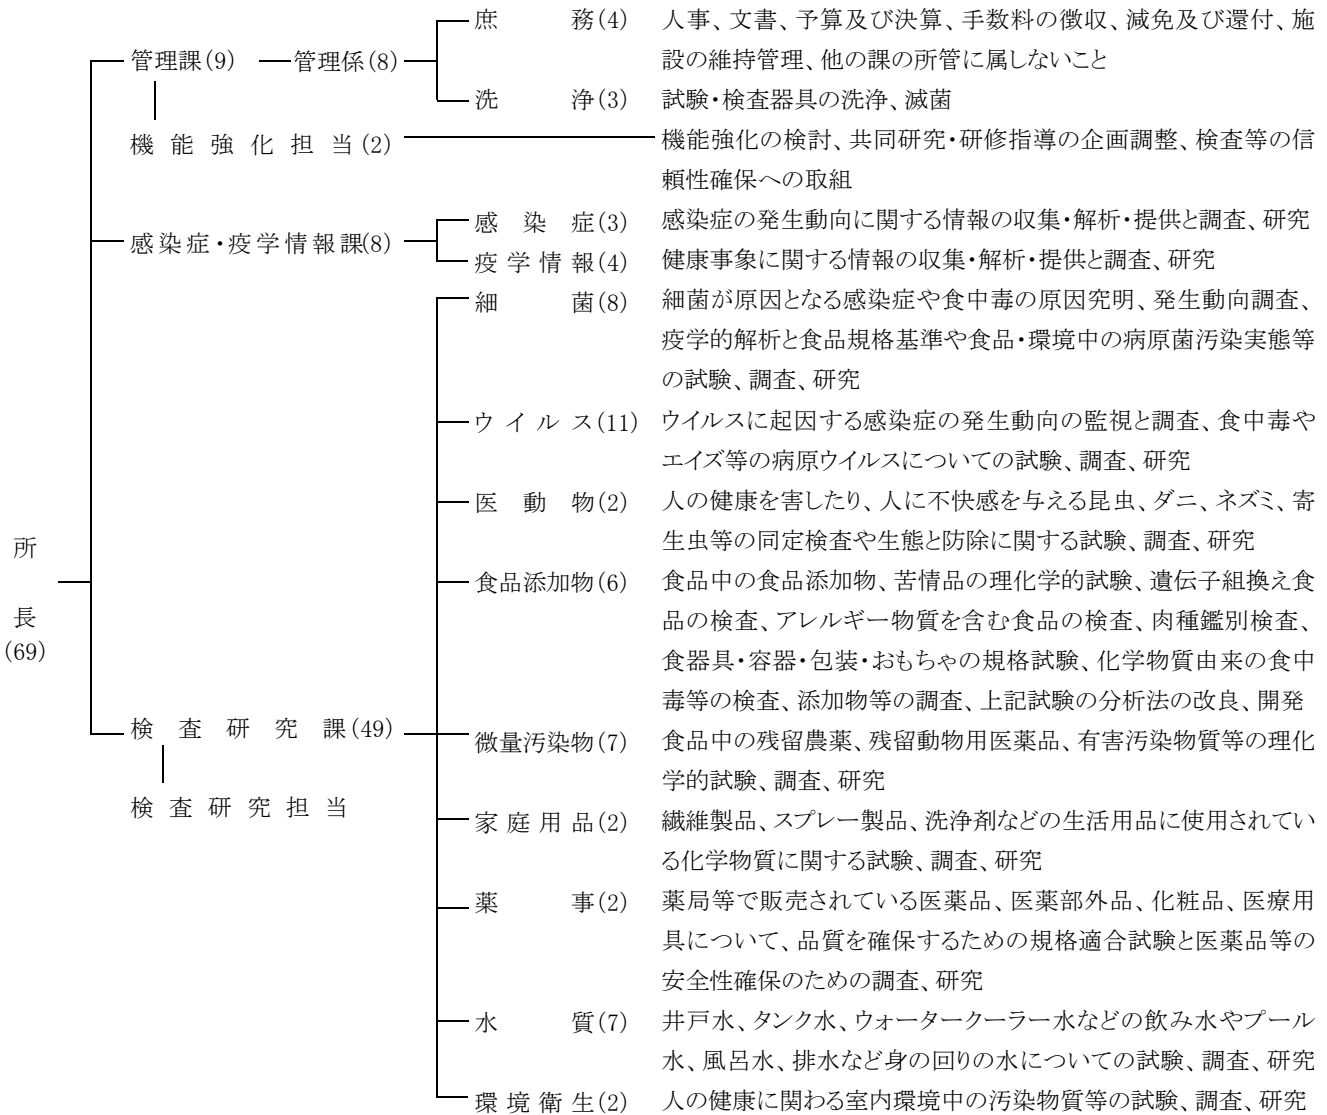 所
長
(69)
管理課(9)
管理係(8)
庶務(4)
人事、文書、予算及び決算、手数料の徴収、減免及び還付、施
設の維持管理、他の課の所管に属しないこと
洗浄(3)
試験・検査器具の洗浄、滅菌
機能強化担当(2)
機能強化の検討、共同研究・研修指導の企画調整、検査等の信
頼性確保への取組
感染症・疫学情報課(8)
感染症(3)
感染症の発生動向に関する情報の収集・解析・提供と調査、研究
疫学情報(4)
健康事象に関する情報の収集・解析・提供と調査、研究
検査研究課(49)
検査研究担当
細菌(8)
細菌が原因となる感染症や食中毒の原因究明、発生動向調査、
疫学的解析と食品規格基準や食品・環境中の病原菌汚染実態等
の試験、調査、研究
ウイルス(11)
ウイルスに起因する感染症の発生動向の監視と調査、食中毒や
エイズ等の病原ウイルスについての試験、調査、研究
医動物(2)
人の健康を害したり、人に不快感を与える昆虫、ダニ、ネズミ、寄
生虫等の同定検査や生態と防除に関する試験、調査、研究
食品添加物(6)
食品中の食品添加物、苦情品の理化学的試験、遺伝子組換え食
品の検査、アレルギー物質を含む食品の検査、肉種鑑別検査、
食器具・容器・包装・おもちゃの規格試験、化学物質由来の食中
毒等の検査、添加物等の調査、上記試験の分析法の改良、開発
微量汚染物(7)
食品中の残留農薬、残留動物用医薬品、有害汚染物質等の理化
学的試験、調査、研究
家庭用品(2)
繊維製品、スプレー製品、洗浄剤などの生活用品に使用されてい
る化学物質に関する試験、調査、研究
薬事(2)
薬局等で販売されている医薬品、医薬部外品、化粧品、医療用
具について、品質を確保するための規格適合試験と医薬品等の
安全性確保のための調査、研究
水質(7)
井戸水、タンク水、ウォータークーラー水などの飲み水やプール
水、風呂水、排水など身の回りの水についての試験、調査、研究
環境衛生(2)
人の健康に関わる室内環境中の汚染物質等の試験、調査、研究